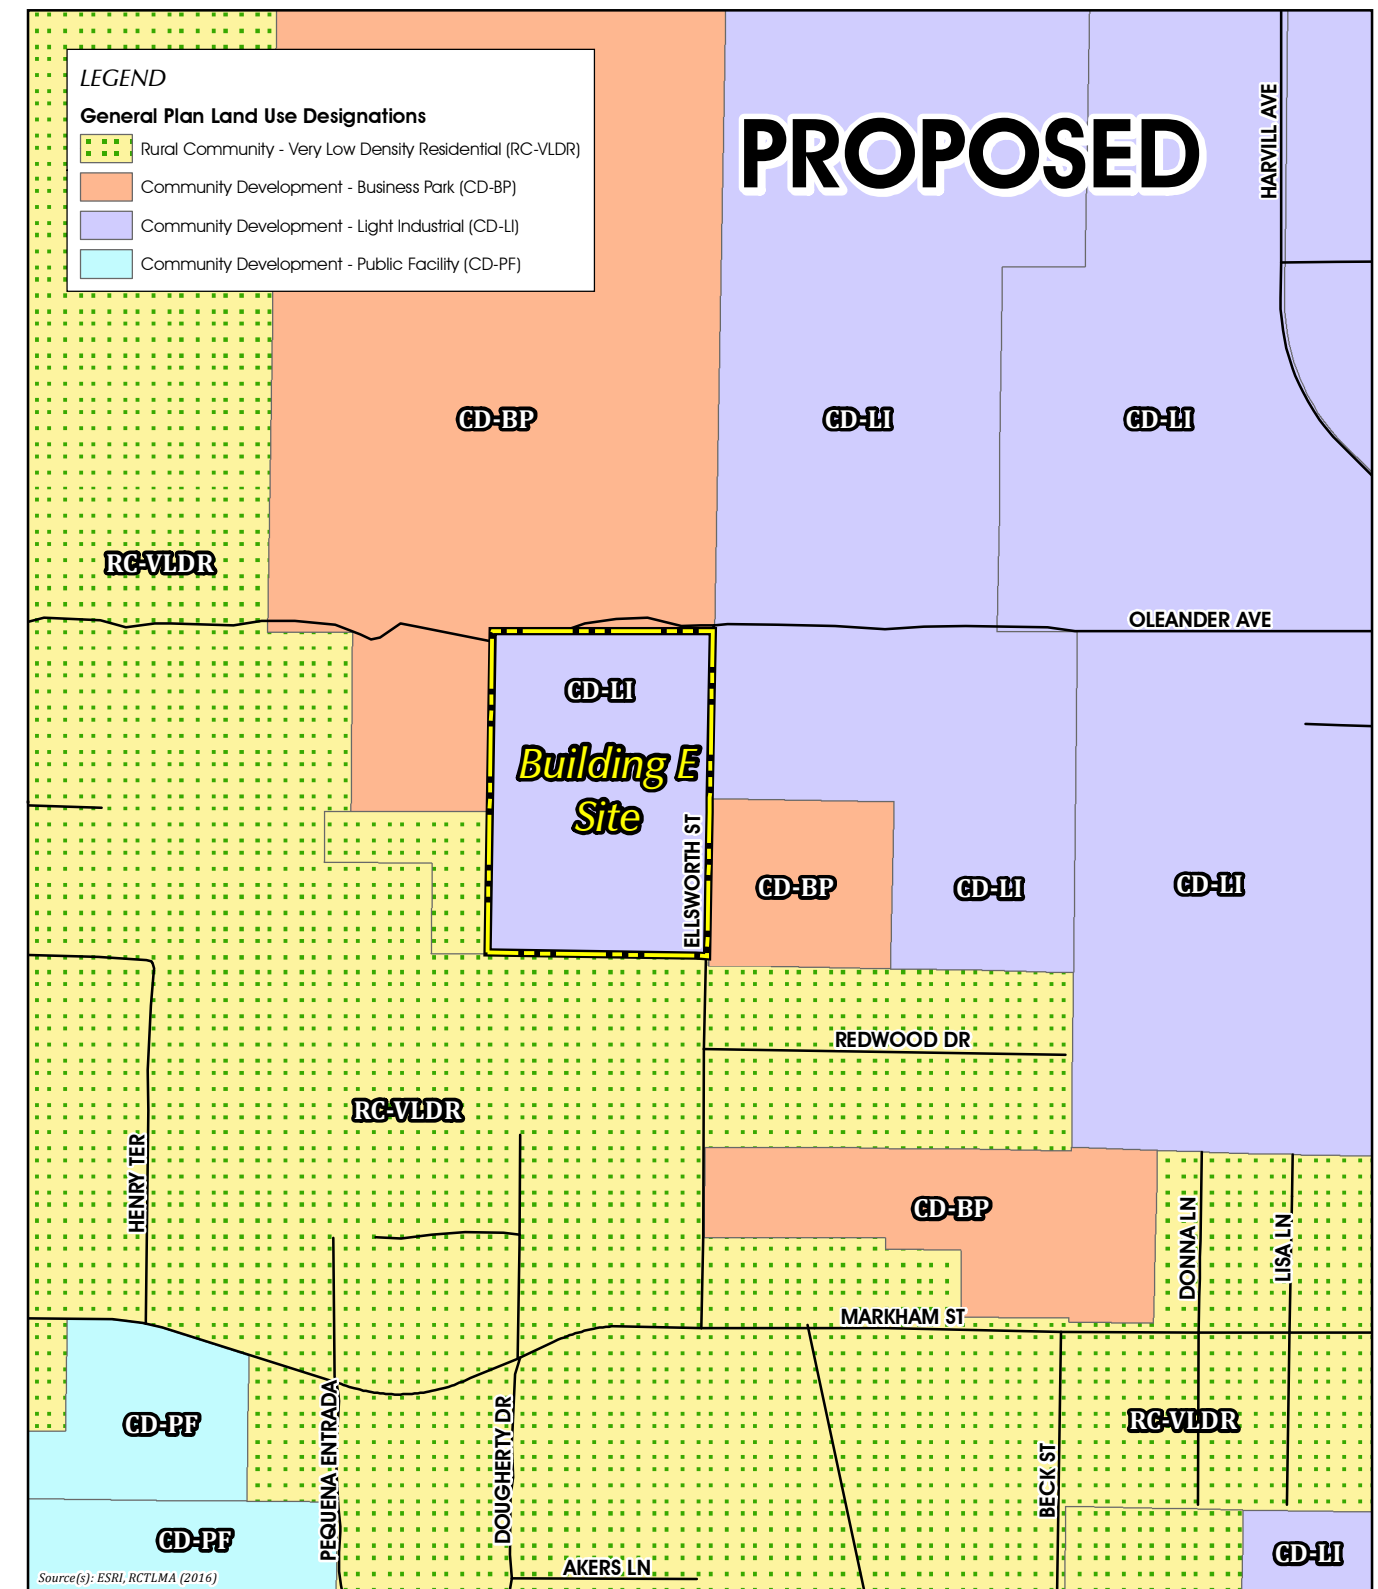 LEGEND
General Plan Land Use Designations
Rural Community - Very Low Density Residential (RC-VLDR)
Community Development - Business Park (CD-BP)
Community Development - Light Industrial (CD-LI)
Community Development - Public Facility (CD-PF)
PROPOSED
HARVILL AVE
CD-BP
CD-LI
CD-LI
RC-VLDR
OLEANDER AVE
CD-LI
Building E
Site
ELLSWORTH ST
CD-BP
CD-LI
CD-LI
REDWOOD DR
RC-VLDR
HENRY TER
CD-BP
DONNA LN
LISA LN
MARKHAM ST
CD-PF
PEQUENA ENTRADA
DOUGHERTY DR
RC-VLDR
BECK ST
CD-PF
AKERS LN
CD-LI
Source(s): ESRI, RCTLMA (2016)